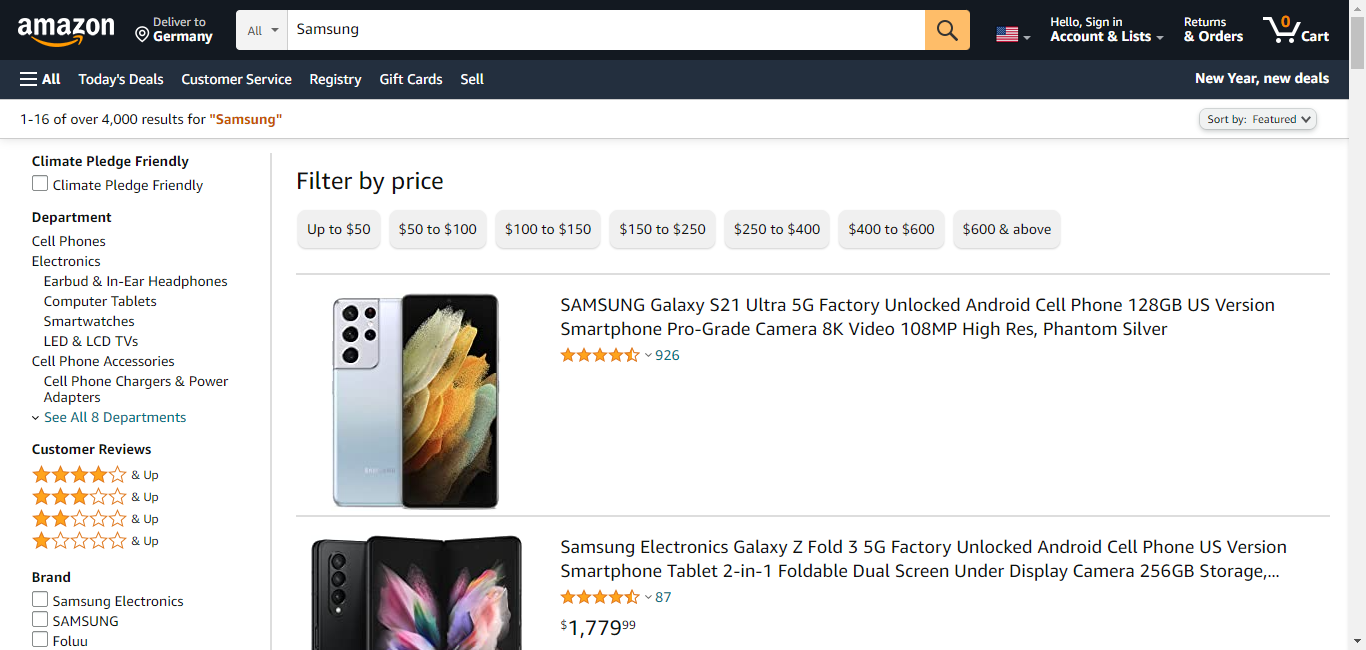 amazon
Deliver to
Germany
All
Samsung
Hello, Sign in
Account & Lists
Returns
& Orders
0
Cart
All
Today's Deals
Customer Service
Registry
Gift Cards
Sell
New Year, new deals
1-16 of over 4,000 results for "Samsung"
Sort by: Featured
Climate Pledge Friendly
Climate Pledge Friendly
Department
Cell Phones
Electronics
Earbud & In-Ear Headphones
Computer Tablets
Smartwatches
LED & LCD TVs
Cell Phone Accessories
Cell Phone Chargers & Power
Adapters
See All 8 Departments
Customer Reviews
& Up
& Up
& Up
& Up
Brand
Samsung Electronics
SAMSUNG
Foluu
Filter by price
Up to $50
$50 to $100
$100 to $150
$150 to $250
$250 to $400
$400 to $600
$600 & above
SAMSUNG Galaxy S21 Ultra 5G Factory Unlocked Android Cell Phone 128GB US Version
Smartphone Pro-Grade Camera 8K Video 108MP High Res, Phantom Silver
926
SAMSUNG
Samsung Electronics Galaxy Z Fold 3 5G Factory Unlocked Android Cell Phone US Version
Smartphone Tablet 2-in-1 Foldable Dual Screen Under Display Camera 256GB Storage,...
87
$1,77999